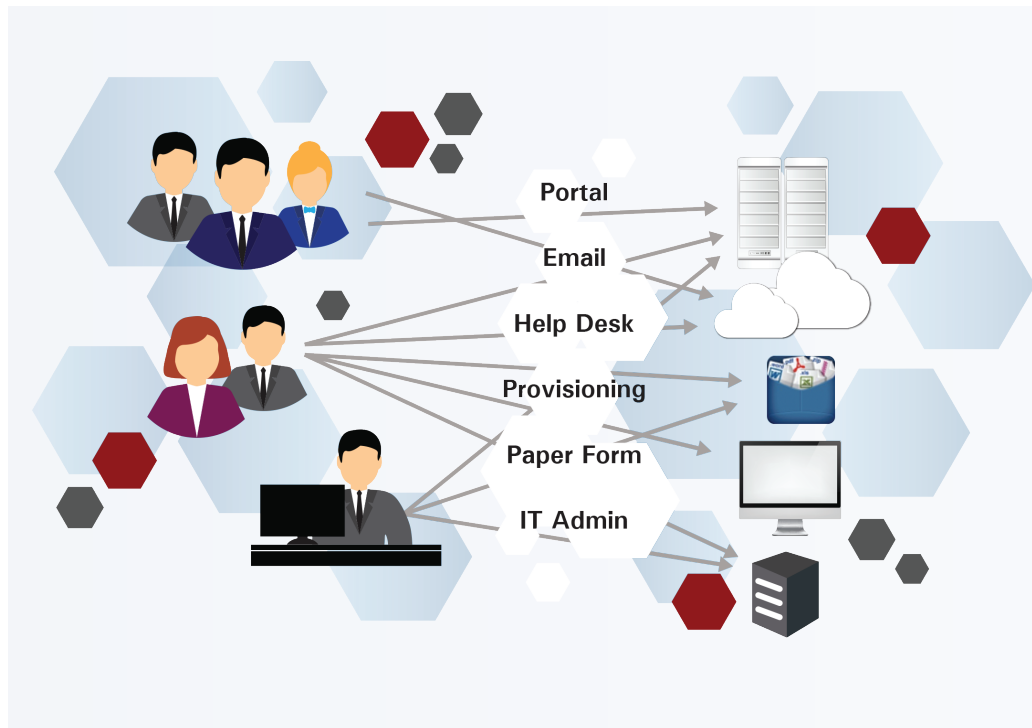 Portal
Email
Help Desk
Provisioning
Paper Form
IT Admin